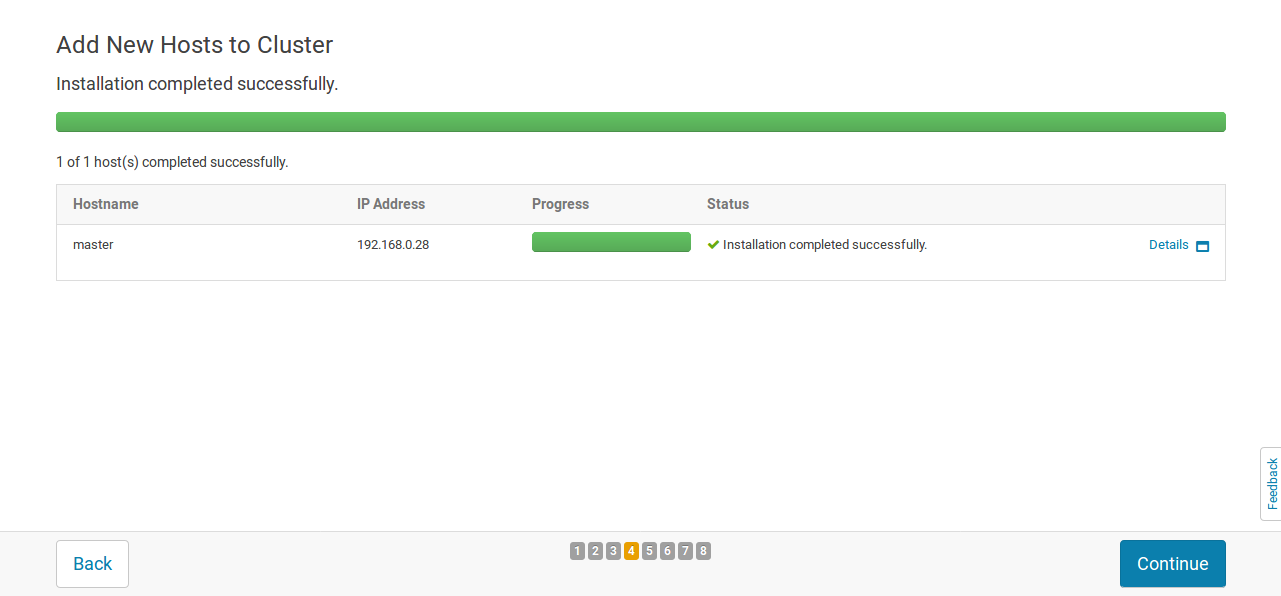 Add New Hosts to Cluster
Installation completed successfully.
1 of 1 host(s) completed successfully.
Hostname IP Address Progress Status
master 192.168.0.28 Installation completed successfully. Details
Feedback
Back 1 2 3 4 5 6 7 8 Continue